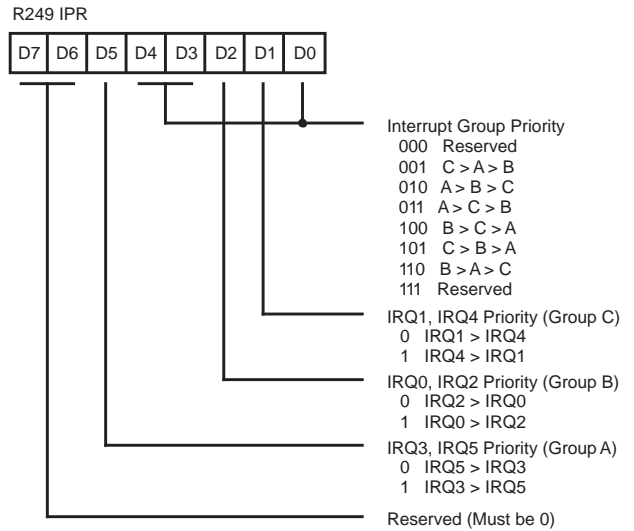 R249 IPR
D7 D6 D5 D4 D3 D2 D1 D0
Interrupt Group Priority
000 Reserved
001 C > A > B
010 A > B > C
011 A > C > B
100 B > C > A
101 C > B > A
110 B > A > C
111 Reserved
IRQ1, IRQ4 Priority (Group C)
0 IRQ1 > IRQ4
1 IRQ4 > IRQ1
IRQ0, IRQ2 Priority (Group B)
0 IRQ2 > IRQ0
1 IRQ0 > IRQ2
IRQ3, IRQ5 Priority (Group A)
0 IRQ5 > IRQ3
1 IRQ3 > IRQ5
Reserved (Must be 0)